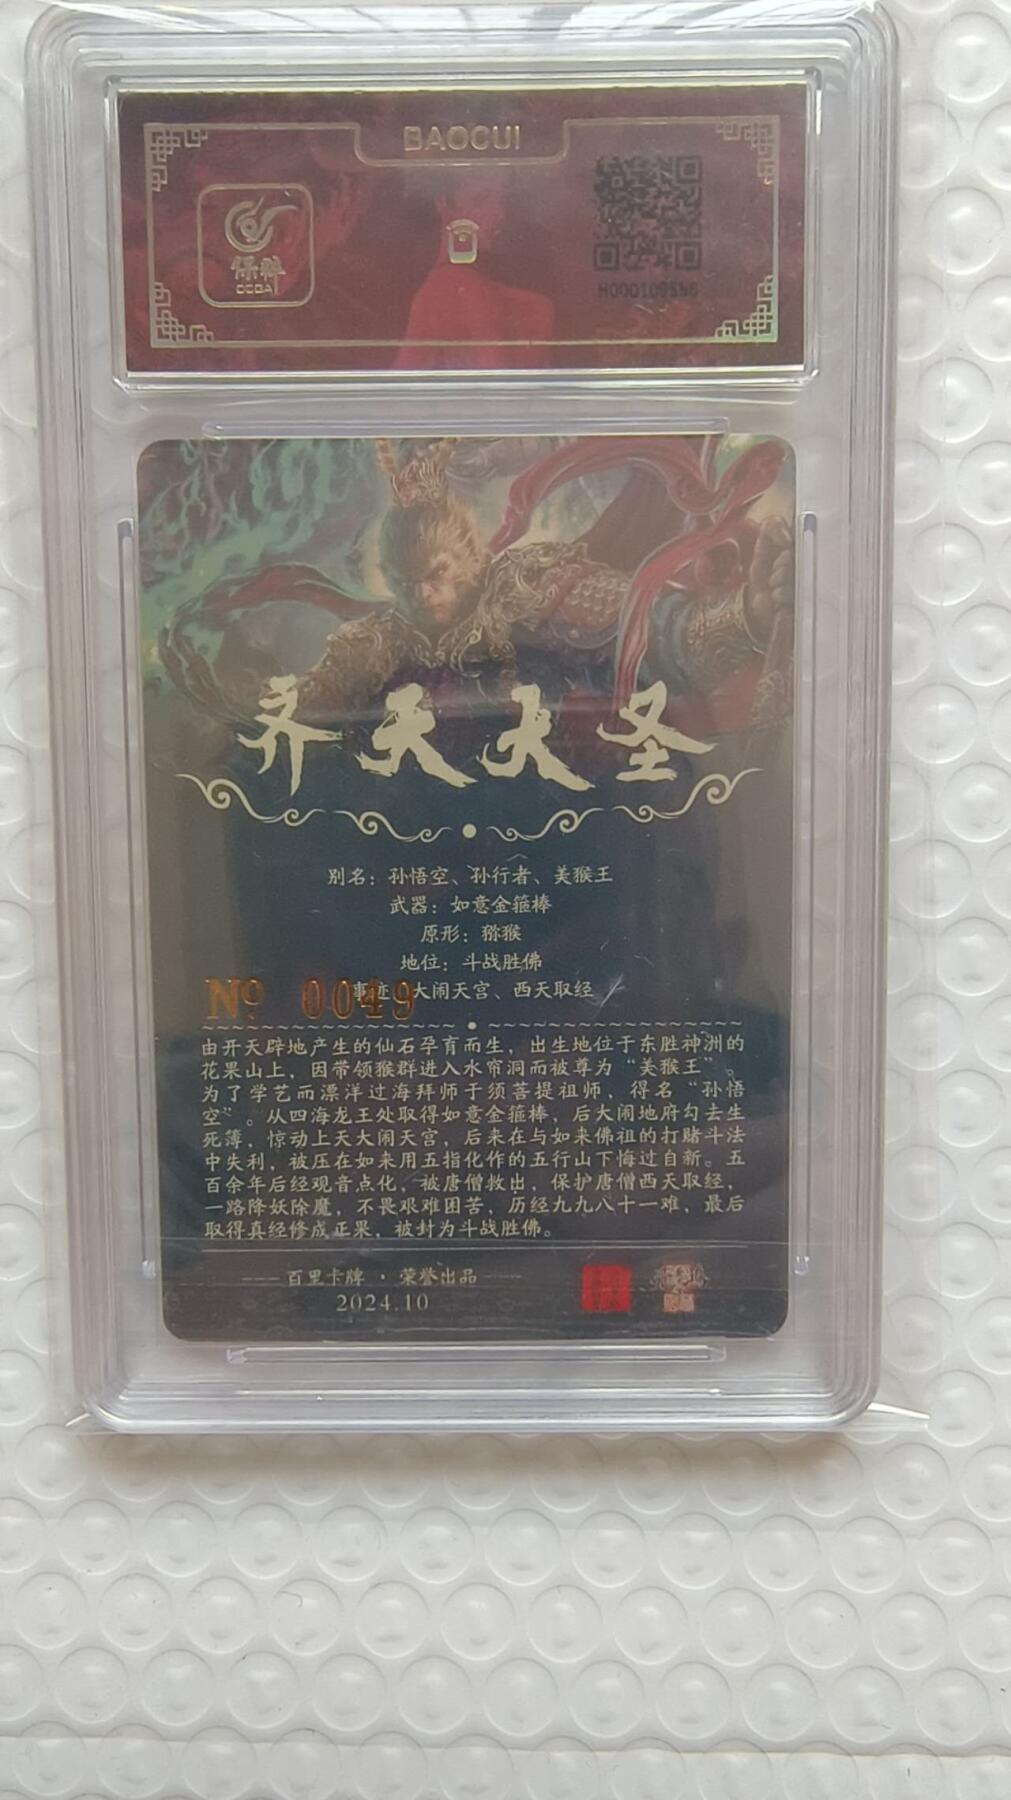 BAOCUI
保粹
CCGA
齐天大圣
别名：孙悟空、孙行者、美猴王
武器：如意金箍棒
原形：猕猴
地位：斗战胜佛
事迹：大闹天宫、西天取经
Nº 0049
由开天辟地产生的仙石孕育而生，出生地位于东胜神洲的
花果山上，因带领猴群进入水帘洞而被尊为“美猴王”。
为了学艺而漂洋过海拜师于须菩提祖师，得名“孙悟
空”。从四海龙王处取得如意金箍棒，后大闹地府勾去生
死簿，惊动上天大闹天宫，后来在与如来佛祖的打赌斗法
中失利，被压在如来用五指化作的五行山下悔过自新。五
百余年后经观音点化，被唐僧救出，保护唐僧西天取经，
一路降妖除魔，不畏艰难困苦，历经九九八十一难，最后
取得真经修成正果，被封为斗战胜佛。
百里卡牌·荣誉出品
2024.10